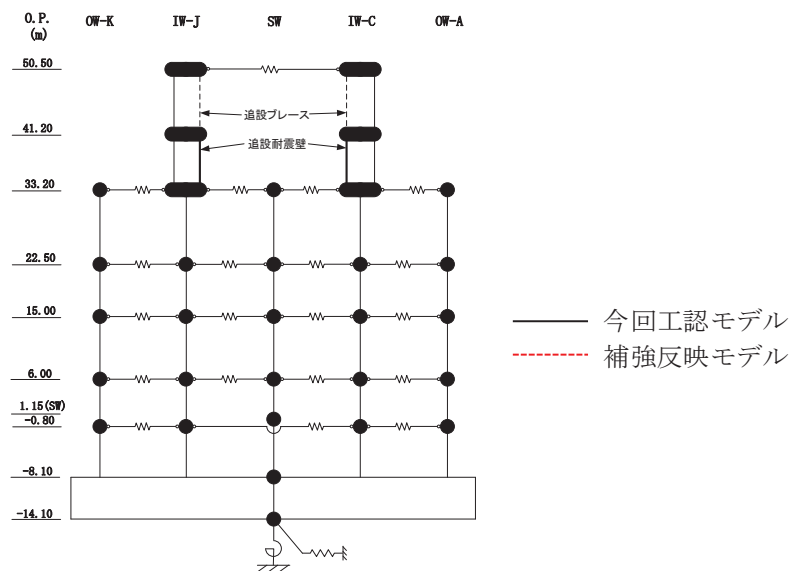 O.P.
(m)
OW-K IW-J SW IW-C OW-A
50.50
追設ブレース
41.20
追設耐震壁
33.20
22.50
15.00
今回工認モデル
補強反映モデル
6.00
1.15(SW)
-0.80
-8.10
-14.10